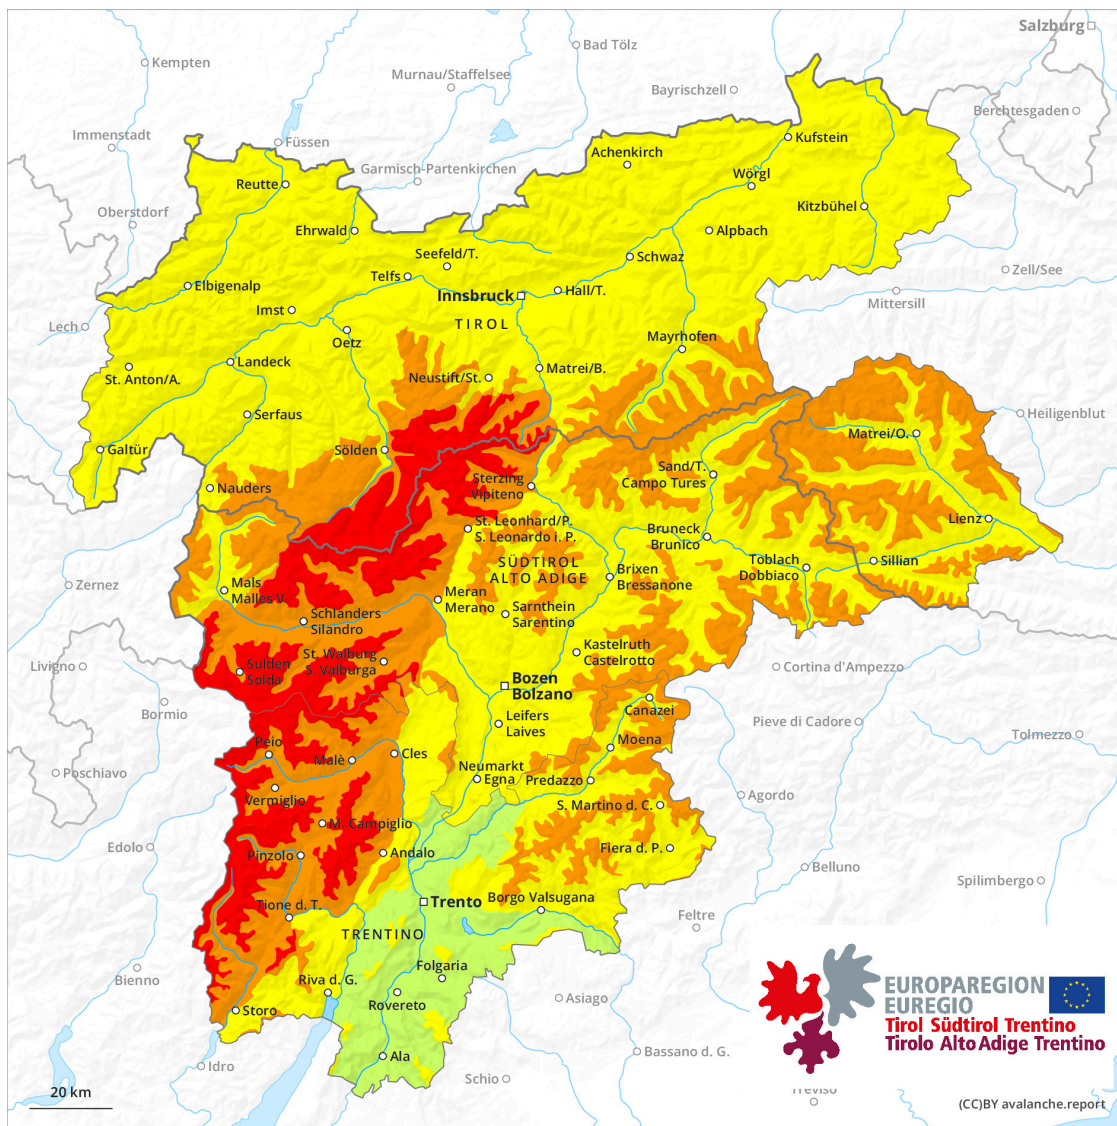 Salzburg
Bad Tölz
Kempten
Murnau/Staffelsee
Bayrischzell
Berchtesgaden
Immenstadt
Füssen
Kufstein
Achenkirch
Garmisch-Partenkirchen
Wörgl
Reutte
Kitzbühel
Oberstdorf
Ehrwald
Alpbach
Seefeld/T.
Schwaz
Zell/See
Telfs
Elbigenalp
Hall/T.
Innsbruck
Mittersill
Imst
TIROL
Lech
Oetz
Mayrhofen
Landeck
Matrei/B.
St. Anton/A.
Neustift/St.
Serfaus
Heiligenblut
Matrei/O.
Galtür
Sölden
Sand/T.
Campo Tures
Sterzing
Vipiteno
Nauders
Lienz
St. Leonhard/P.
S. Leonardo i. P.
Bruneck
Brunico
SÜDTIROL
ALTO ADIGE
Toblach
Dobbiaco
Sillian
Brixen
Bressanone
Zernez
Mals
Malles V.
Meran
Merano
Sarnthein
Sarentino
Schlanders
Silandro
Kastelruth
Castelrotto
St. Walburg
S. Valburga
Livigno
Sulden
Solda
Cortina d'Ampezzo
Bozen
Bolzano
Bormio
Canazei
Leifers
Laives
Pieve di Cadore
Tolmezzo
Peio
Moena
Cles
Malè
Neumarkt
Egna
Predazzo
Poschiavo
Vermiglio
Agordo
S. Martino d. C.
M. Campiglio
Edolo
Fiera d. P.
Pinzolo
Andalo
Belluno
Spilimbergo
Trento
Borgo Valsugana
Tione d. T.
Feltre
TRENTINO
Folgaria
Bienno
Riva d. G.
EUROPAREGION
EUREGIO
Tirol Südtirol Trentino
Tirolo Alto Adige Trentino
Rovereto
Asiago
Storo
Ala
Bassano d. G.
Idro
Schio
Treviso
20 km
(CC)BY avalanche.report